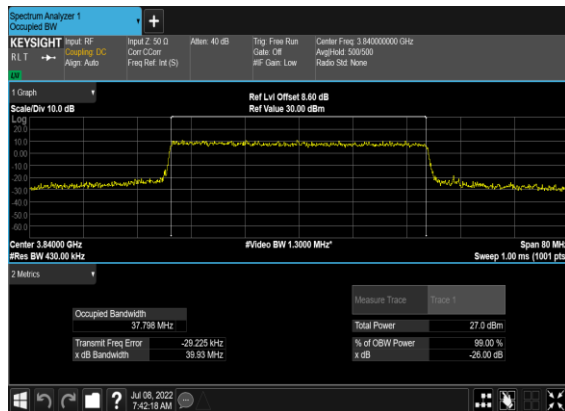 Spectrum Analyzer 1
Occupied BW
+
KEYSIGHT Input: RF Input Z: 50 Ω Atten: 40 dB Trig: Free Run Center Freq: 3.840000000 GHz
RLT Coupling: DC Corr CCorr Gate: Off Avg|Hold: 500/500
Align: Auto Freq Ref: Int (S) #IF Gain: Low Radio Std: None
1 Graph
Ref Lvl Offset 8.60 dB
Scale/Div 10.0 dB Ref Value 30.00 dBm
Log
20.0
10.0
0.00
-10.0
-20.0
-30.0
-40.0
-50.0
-60.0
Center 3.84000 GHz #Video BW 1.3000 MHz* Span 80 MHz
#Res BW 430.00 kHz Sweep 1.00 ms (1001 pts
2 Metrics
Measure Trace Trace 1
Occupied Bandwidth
37.798 MHz Total Power 27.0 dBm
Transmit Freq Error -29.225 kHz % of OBW Power 99.00 %
x dB Bandwidth 39.93 MHz x dB -26.00 dB
? Jul 08, 2022
7:42:18 AM